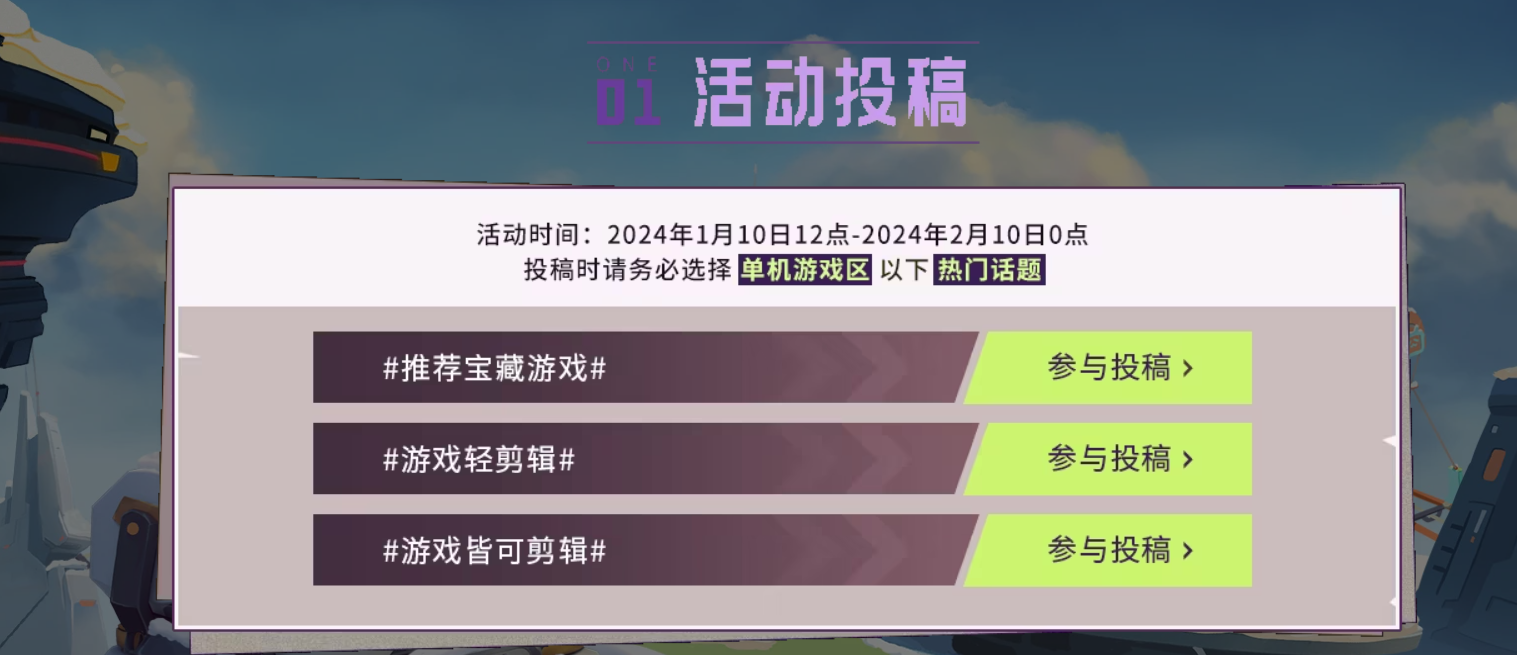 ONE
01 活动投稿
活动时间：2024年1月10日12点-2024年2月10日0点
投稿时请务必选择 单机游戏区 以下 热门话题
#推荐宝藏游戏# 参与投稿 >
#游戏轻剪辑# 参与投稿 >
#游戏皆可剪辑# 参与投稿 >